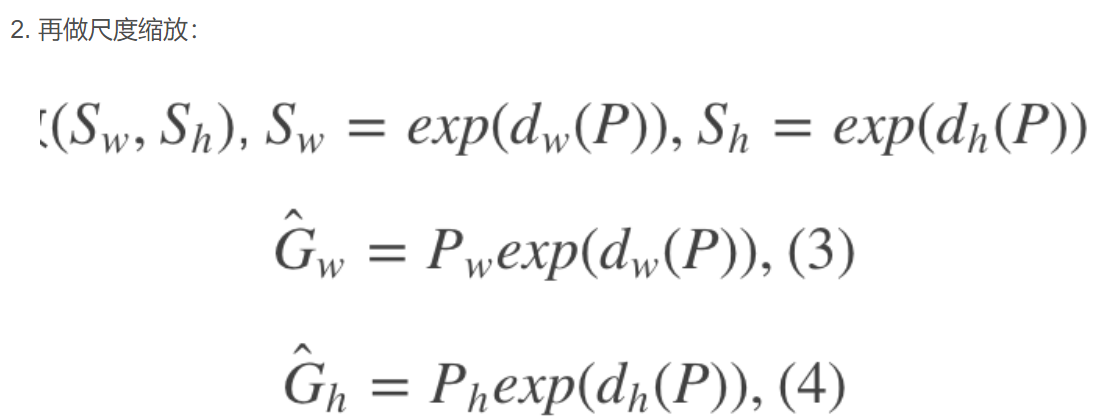 2. 再做尺度缩放：
(S_w, S_h), S_w = exp(d_w(P)), S_h = exp(d_h(P))
Ĝ_w = P_w exp(d_w(P)), (3)
Ĝ_h = P_h exp(d_h(P)), (4)